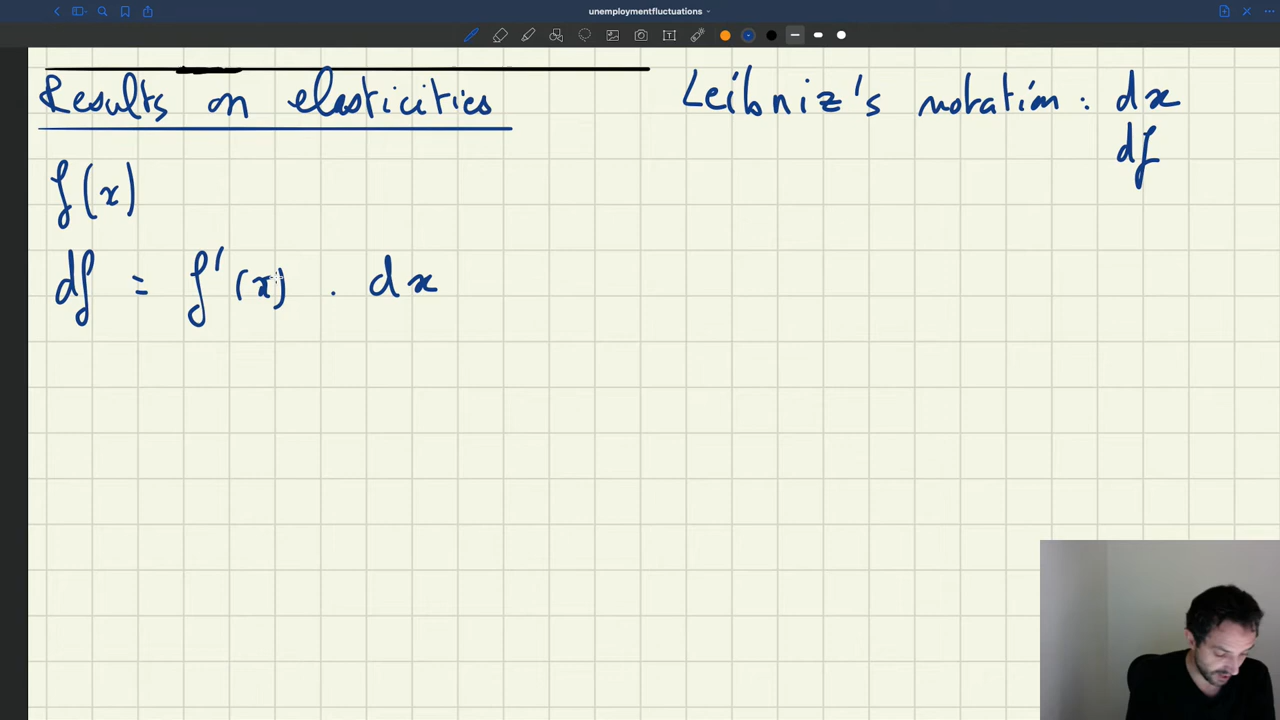 unemploymentfluctuations
Results on elasticities
Leibniz's notation: dx
df
f(x)
df = f'(x) . dx